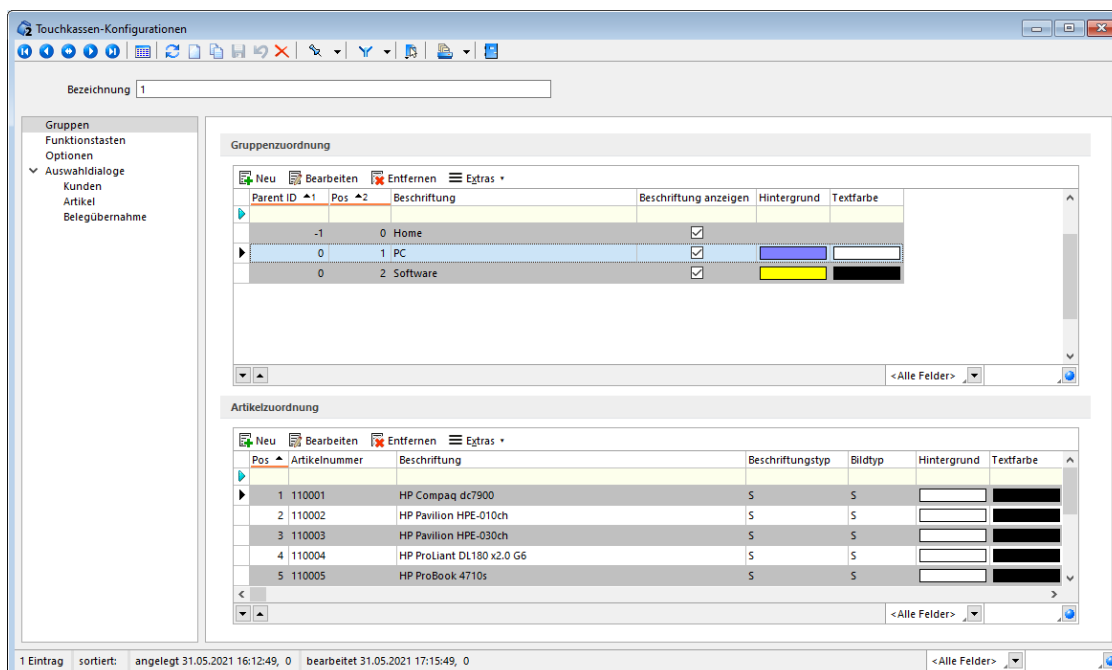 Touchkassen-Konfigurationen
Bezeichnung 1
Gruppen
Funktionstasten
Optionen
Auswahldialoge
Kunden
Artikel
Belegübernahme
Gruppenzuordnung
Neu Bearbeiten Entfernen Extras
Parent ID 1 Pos 2 Beschriftung Beschriftung anzeigen Hintergrund Textfarbe
-1 0 Home
0 1 PC
0 2 Software
<Alle Felder>
Artikelzuordnung
Neu Bearbeiten Entfernen Extras
Pos Artikelnummer Beschriftung Beschriftungstyp Bildtyp Hintergrund Textfarbe
1 110001 HP Compaq dc7900 S S
2 110002 HP Pavilion HPE-010ch S S
3 110003 HP Pavilion HPE-030ch S S
4 110004 HP ProLiant DL180 x2.0 G6 S S
5 110005 HP ProBook 4710s S S
<Alle Felder>
1 Eintrag sortiert: angelegt 31.05.2021 16:12:49, 0 bearbeitet 31.05.2021 17:15:49, 0 <Alle Felder>